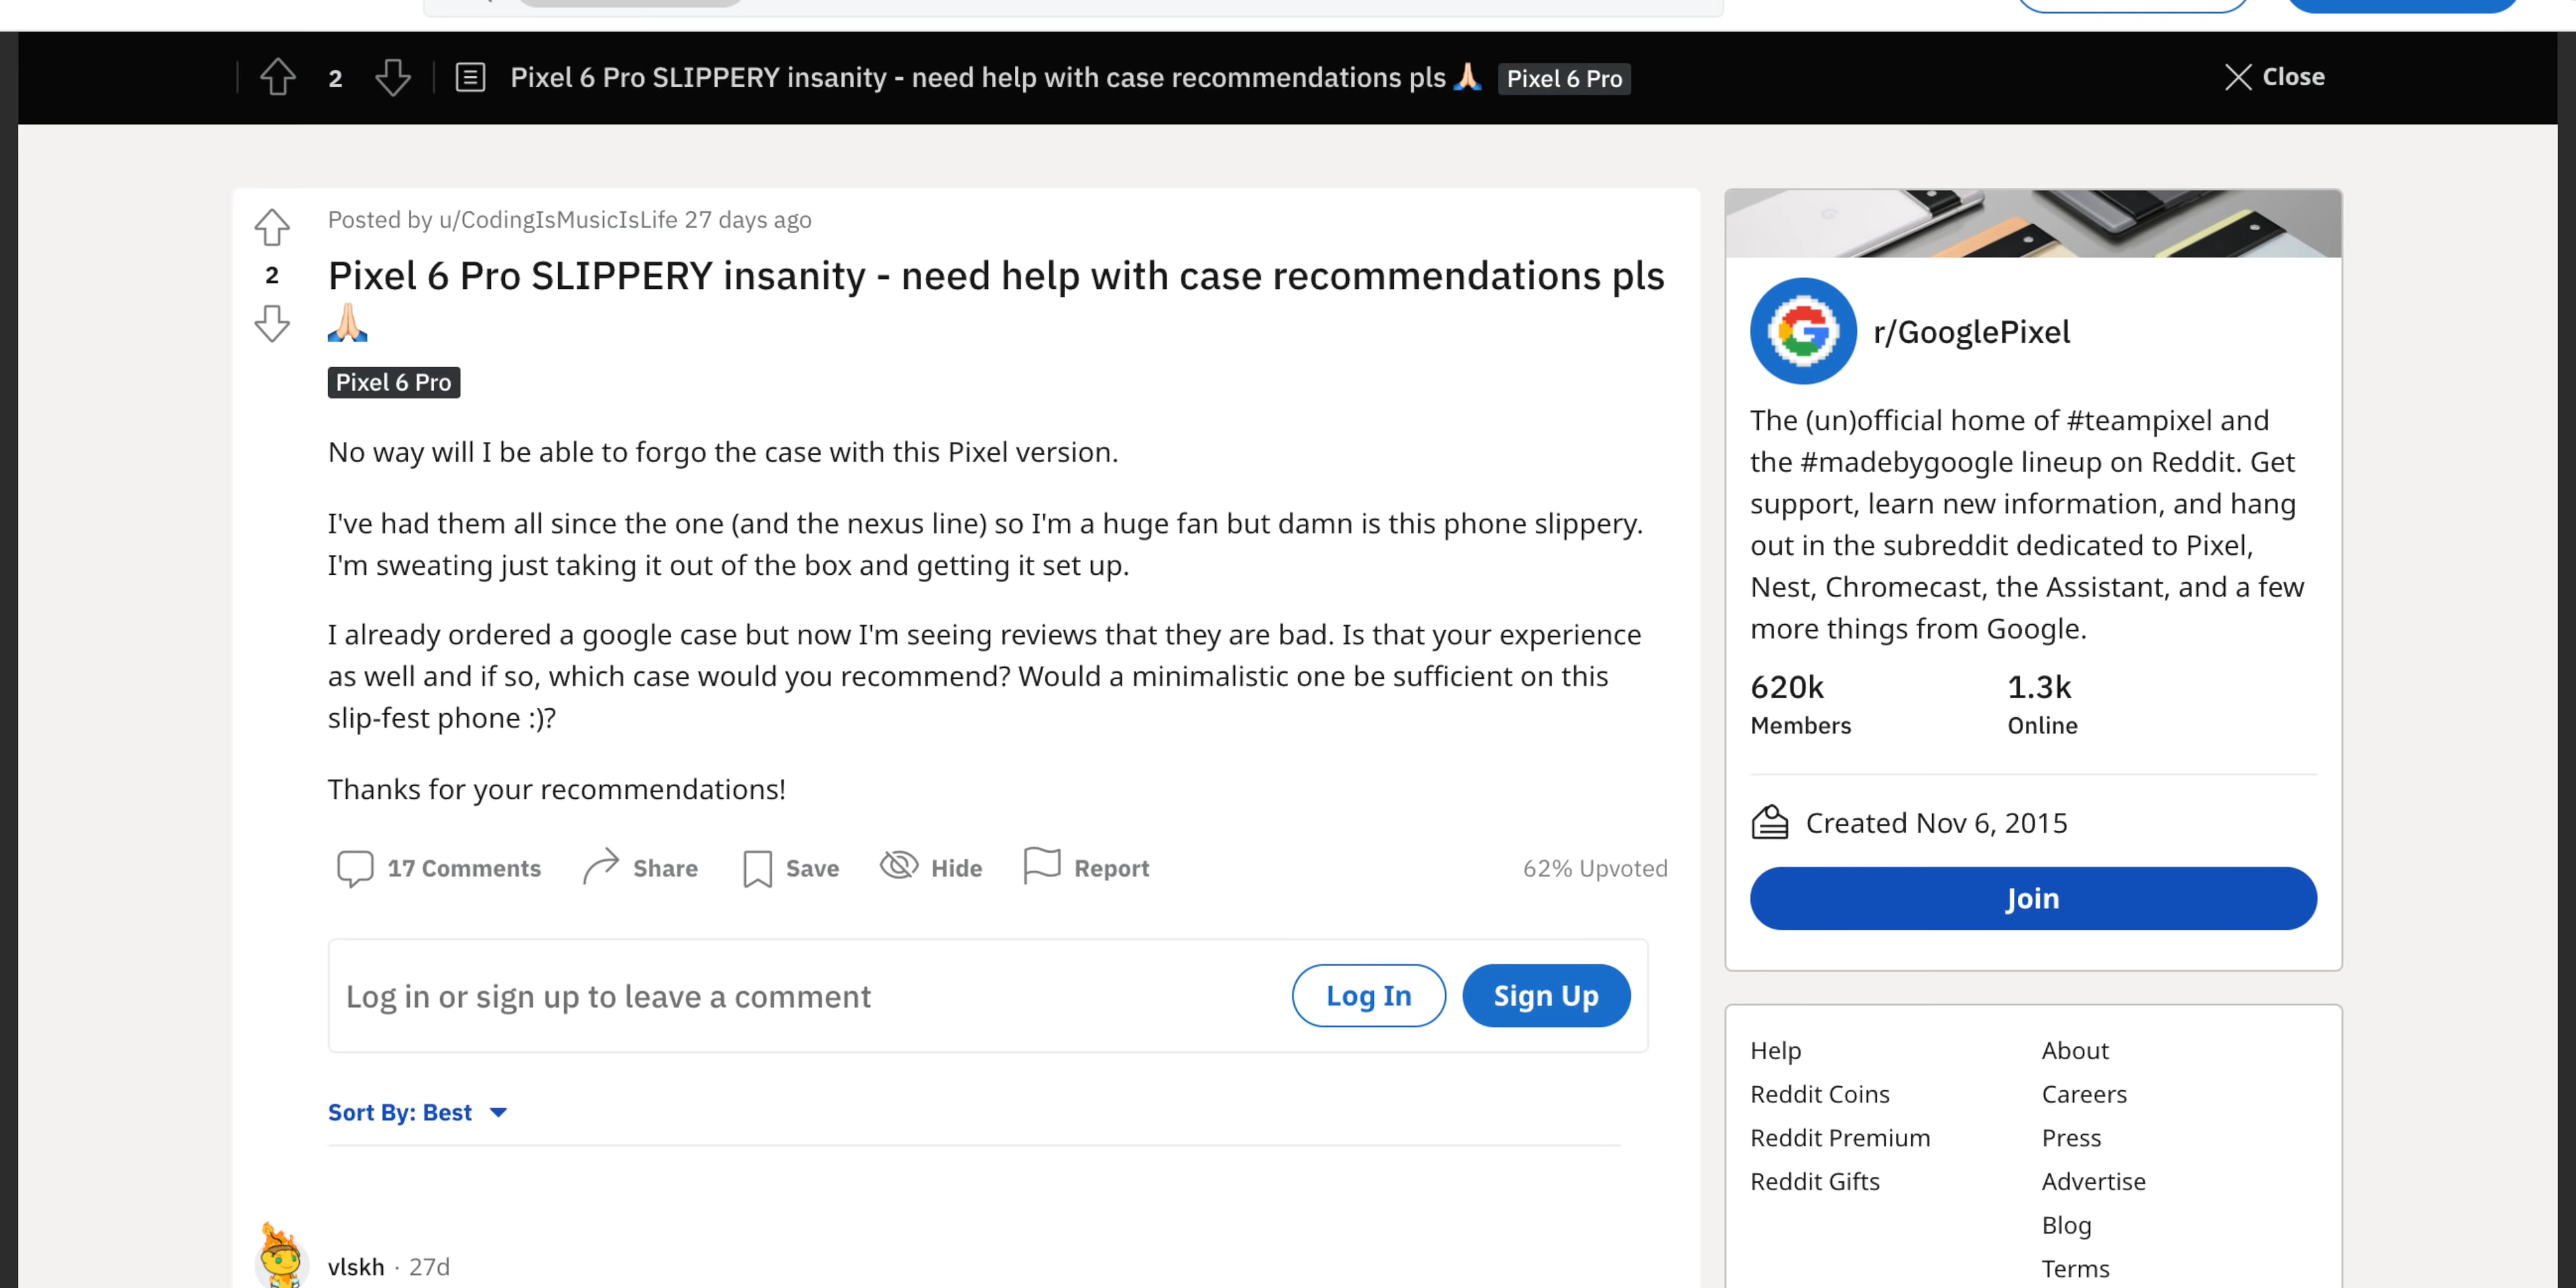 2
Pixel 6 Pro SLIPPERY insanity - need help with case recommendations pls 🙏🏻
Pixel 6 Pro
Close
Posted by u/CodingIsMusicIsLife 27 days ago
2
Pixel 6 Pro SLIPPERY insanity - need help with case recommendations pls
🙏🏻
Pixel 6 Pro
No way will I be able to forgo the case with this Pixel version.
I've had them all since the one (and the nexus line) so I'm a huge fan but damn is this phone slippery.
I'm sweating just taking it out of the box and getting it set up.
I already ordered a google case but now I'm seeing reviews that they are bad. Is that your experience
as well and if so, which case would you recommend? Would a minimalistic one be sufficient on this
slip-fest phone :)?
Thanks for your recommendations!
17 Comments
Share
Save
Hide
Report
62% Upvoted
Log in or sign up to leave a comment
Log In
Sign Up
Sort By: Best
vlskh · 27d
r/GooglePixel
The (un)official home of #teampixel and
the #madebygoogle lineup on Reddit. Get
support, learn new information, and hang
out in the subreddit dedicated to Pixel,
Nest, Chromecast, the Assistant, and a few
more things from Google.
620k
Members
1.3k
Online
Created Nov 6, 2015
Join
Help
Reddit Coins
Reddit Premium
Reddit Gifts
About
Careers
Press
Advertise
Blog
Terms